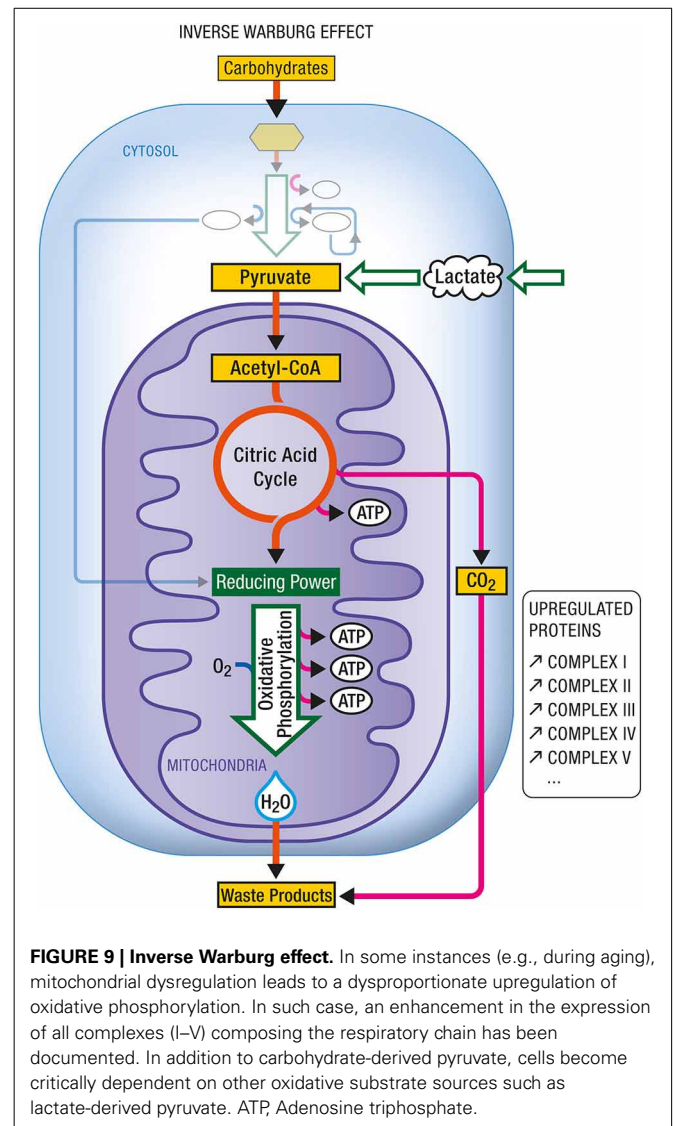 INVERSE WARBURG EFFECT
Carbohydrates
CYTOSOL
Pyruvate
Lactate
Acetyl-CoA
Citric Acid
Cycle
ATP
Reducing Power
CO₂
O₂
Oxidative
Phosphorylation
ATP
ATP
ATP
MITOCHONDRIA
H₂O
Waste Products
UPREGULATED
PROTEINS
↗ COMPLEX I
↗ COMPLEX II
↗ COMPLEX III
↗ COMPLEX IV
↗ COMPLEX V
...
FIGURE 9 | Inverse Warburg effect. In some instances (e.g., during aging),
mitochondrial dysregulation leads to a dysproportionate upregulation of
oxidative phosphorylation. In such case, an enhancement in the expression
of all complexes (I–V) composing the respiratory chain has been
documented. In addition to carbohydrate-derived pyruvate, cells become
critically dependent on other oxidative substrate sources such as
lactate-derived pyruvate. ATP, Adenosine triphosphate.